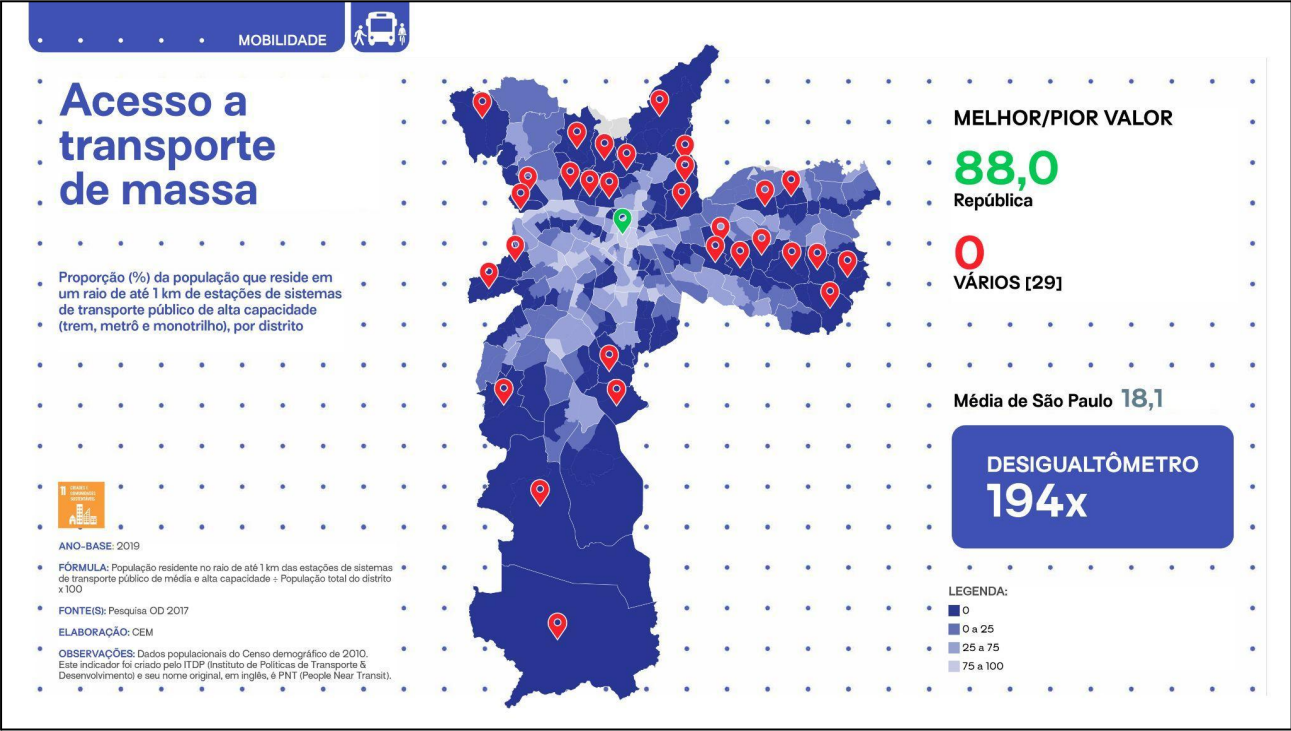 MOBILIDADE
Acesso a
transporte
de massa
Proporção (%) da população que reside em
um raio de até 1 km de estações de sistemas
de transporte público de alta capacidade
(trem, metrô e monotrilho), por distrito
11 CIDADES E
COMUNIDADES
SUSTENTÁVEIS
ANO-BASE: 2019
FÓRMULA: População residente no raio de até 1 km das estações de sistemas
de transporte público de média e alta capacidade ÷ População total do distrito
x 100
FONTE(S): Pesquisa OD 2017
ELABORAÇÃO: CEM
OBSERVAÇÕES: Dados populacionais do Censo demográfico de 2010.
Este indicador foi criado pelo ITDP (Instituto de Políticas de Transporte &
Desenvolvimento) e seu nome original, em inglês, é PNT (People Near Transit).
MELHOR/PIOR VALOR
88,0
República
0
VÁRIOS [29]
Média de São Paulo 18,1
DESIGUALTÔMETRO
194x
LEGENDA:
0
0 a 25
25 a 75
75 a 100